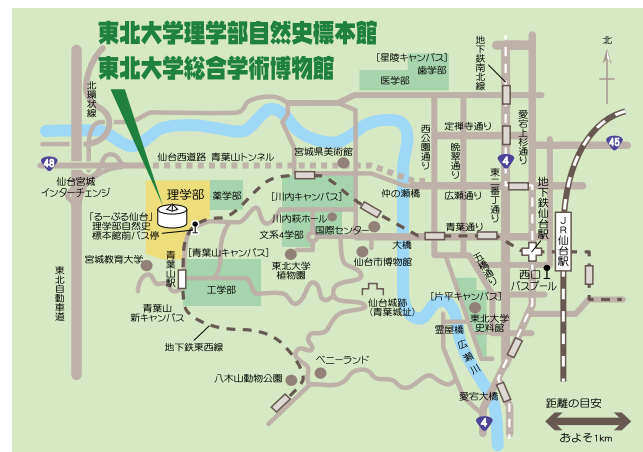 東北大学理学部自然史標本館
東北大学総合学術博物館
北環状線
[星陵キャンパス]
歯学部
医学部
地下鉄南北線
北
定禅寺通り
愛宕上杉通り
西公園通り
晩翠通り
東二番丁通り
48
仙台西道路 青葉山トンネル
宮城県美術館
4
45
仙台宮城
インターチェンジ
理学部
薬学部
[川内キャンパス]
仲の瀬橋
広瀬通り
地下鉄仙台駅
JR仙台駅
「るーぷる仙台」
理学部自然史
標本館前バス停
川内萩ホール
国際センター
文系4学部
青葉通り
大橋
宮城教育大学
[青葉山キャンパス]
東北大学
植物園
仙台市博物館
五橋通り
西口
バスプール
青葉山駅
工学部
東北自動車道
青葉山
新キャンパス
仙台城跡
(青葉城址)
[片平キャンパス]
東北大学
史料館
地下鉄東西線
霊屋橋
広瀬川
ベニーランド
八木山動物公園
愛宕大橋
4
距離の目安
およそ1km